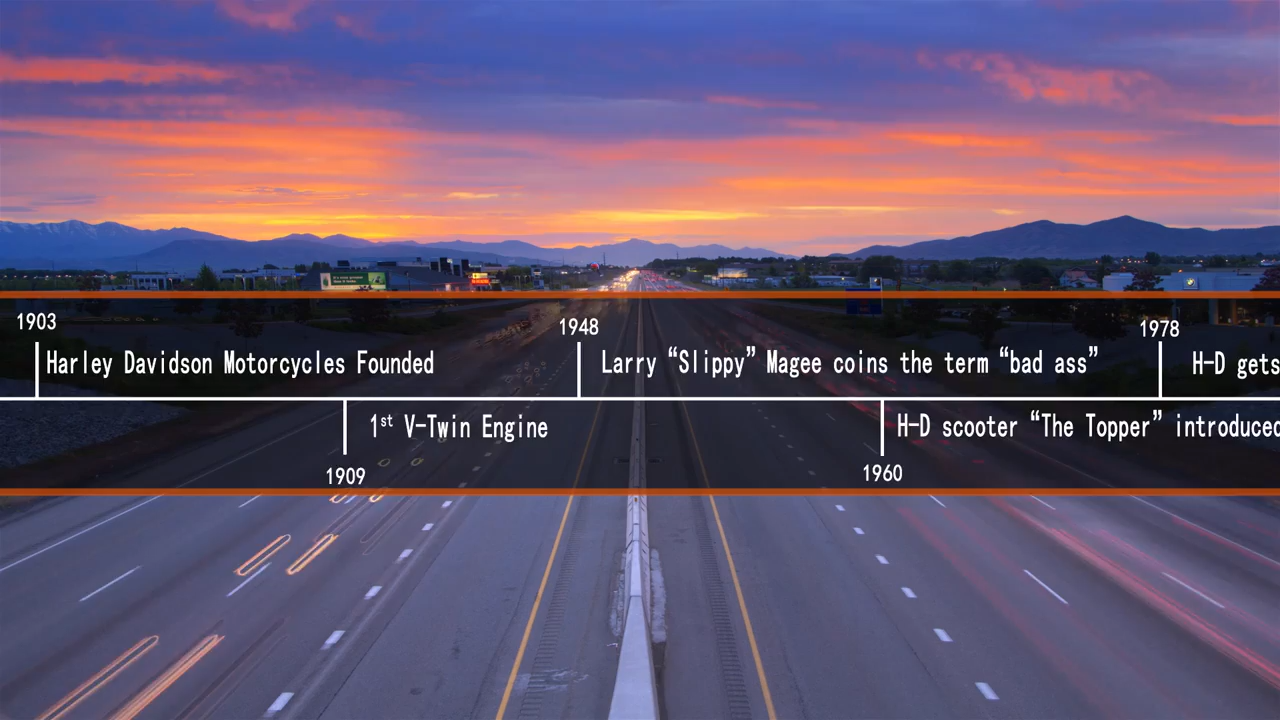 1903
Harley Davidson Motorcycles Founded
1st V-Twin Engine
1909
1948
Larry “Slippy” Magee coins the term “bad ass”
H-D scooter “The Topper” introduced
1960
1978
H-D gets